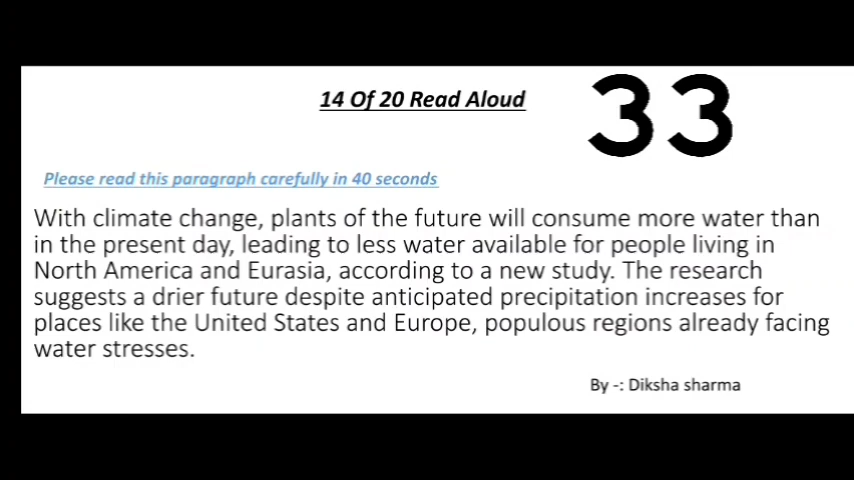 14 Of 20 Read Aloud
33
Please read this paragraph carefully in 40 seconds
With climate change, plants of the future will consume more water than
in the present day, leading to less water available for people living in
North America and Eurasia, according to a new study. The research
suggests a drier future despite anticipated precipitation increases for
places like the United States and Europe, populous regions already facing
water stresses.
By -: Diksha sharma